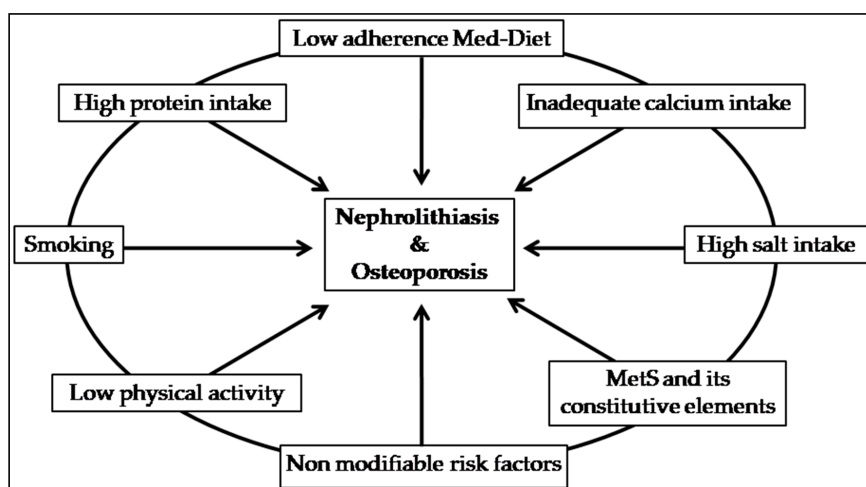 Low adherence Med-Diet
High protein intake
Inadequate calcium intake
Nephrolithiasis
&
Osteoporosis
Smoking
High salt intake
Low physical activity
MetS and its
constitutive elements
Non modifiable risk factors